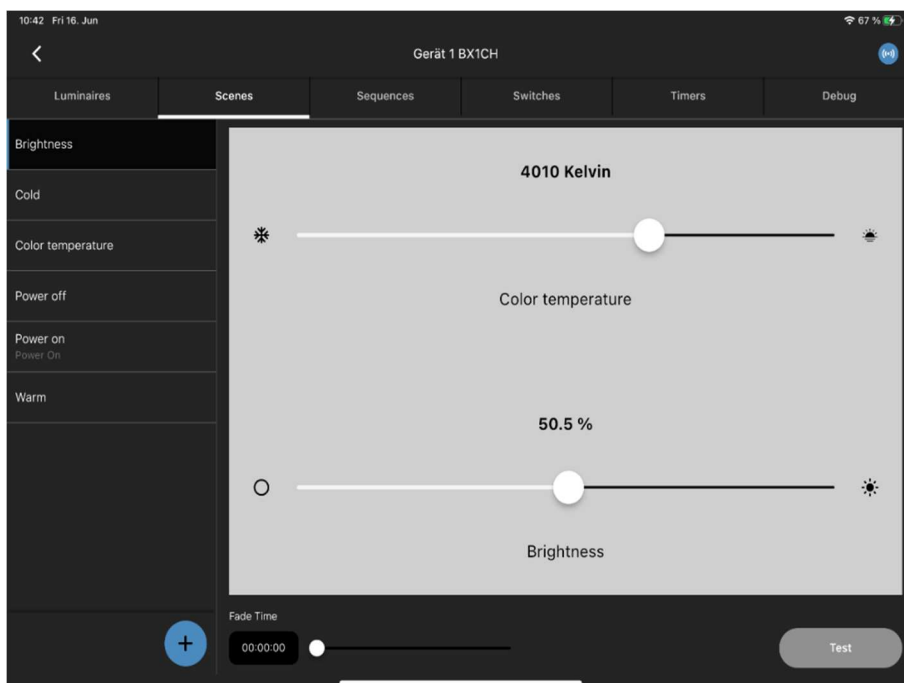 10:42 Fri 16. Jun
67 %
Gerät 1 BX1CH
Luminaires Scenes Sequences Switches Timers Debug
Brightness
Cold
Color temperature
Power off
Power on
Power On
Warm
4010 Kelvin
Color temperature
50.5 %
Brightness
Fade Time
00:00:00
Test